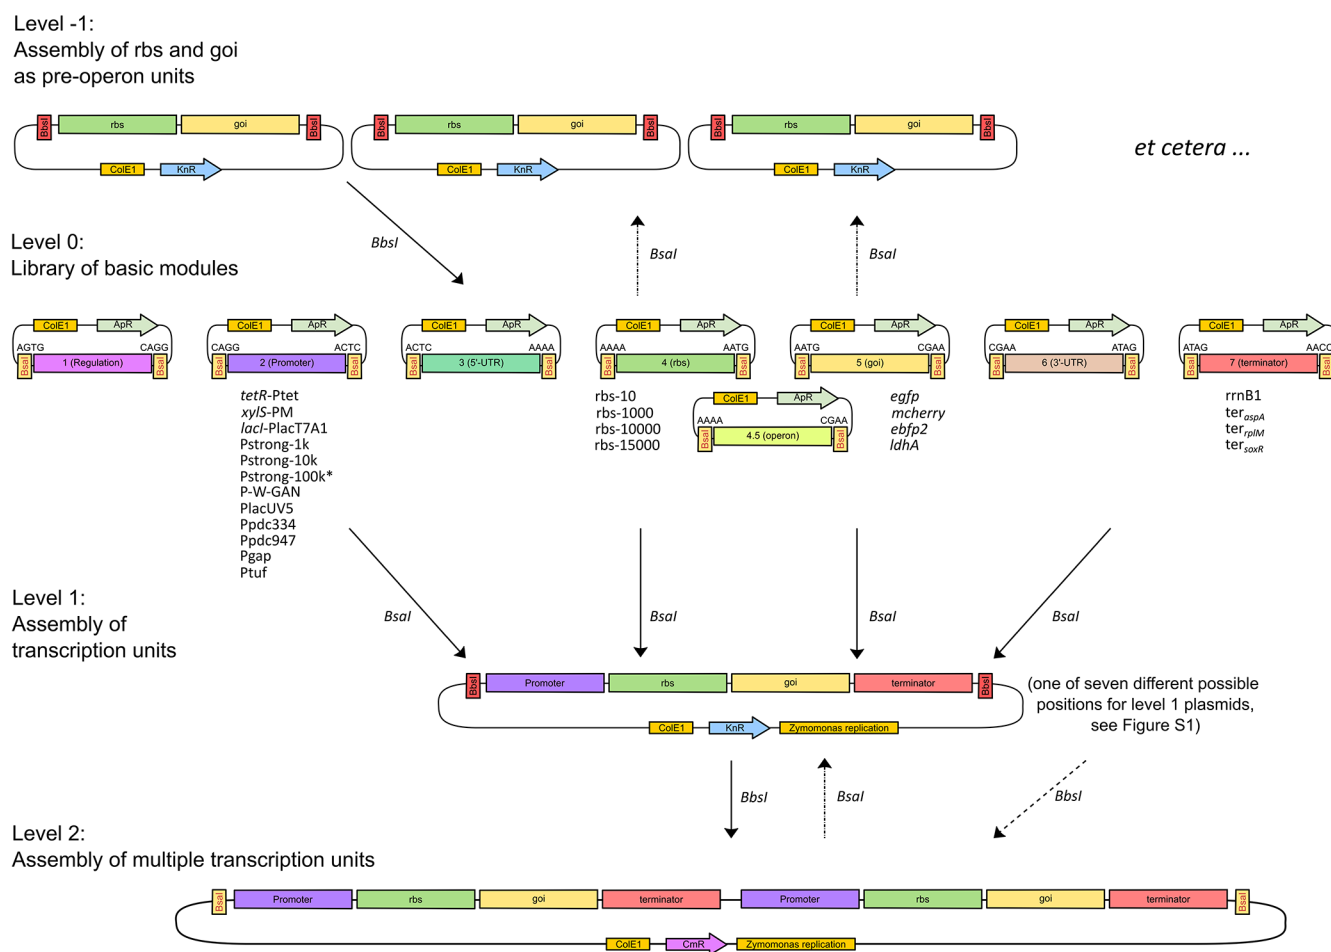 Level -1:
Assembly of rbs and goi
as pre-operon units
BbsI rbs goi BbsI
ColE1 KnR
BbsI rbs goi BbsI
ColE1 KnR
BbsI rbs goi BbsI
ColE1 KnR
et cetera ...
BbsI
BsaI
BsaI
Level 0:
Library of basic modules
ColE1 ApR
AGTG CAGG
BsaI 1 (Regulation) BsaI
ColE1 ApR
CAGG ACTC
BsaI 2 (Promoter) BsaI
ColE1 ApR
ACTC AAAA
BsaI 3 (5'-UTR) BsaI
ColE1 ApR
AAAA AATG
BsaI 4 (rbs) BsaI
ColE1 ApR
AATG CGAA
BsaI 5 (goi) BsaI
ColE1 ApR
CGAA ATAG
BsaI 6 (3'-UTR) BsaI
ColE1 ApR
ATAG AACC
BsaI 7 (terminator) BsaI
tetR-Ptet
xylS-PM
lacI-PlacT7A1
Pstrong-1k
Pstrong-10k
Pstrong-100k*
P-W-GAN
PlacUV5
Ppdc334
Ppdc947
Pgap
Ptuf
rbs-10
rbs-1000
rbs-10000
rbs-15000
ColE1 ApR
AAAA CGAA
BsaI 4.5 (operon) BsaI
egfp
mcherry
ebfp2
ldhA
rrnB1
ter aspA
ter rplM
ter soxR
Level 1:
Assembly of
transcription units
BsaI
BsaI
BsaI
BsaI
BbsI Promoter rbs goi terminator BbsI
ColE1 KnR Zymomonas replication
(one of seven different possible
positions for level 1 plasmids,
see Figure S1)
BbsI
BsaI
BbsI
Level 2:
Assembly of multiple transcription units
BsaI Promoter rbs goi terminator Promoter rbs goi terminator BsaI
ColE1 CmR Zymomonas replication